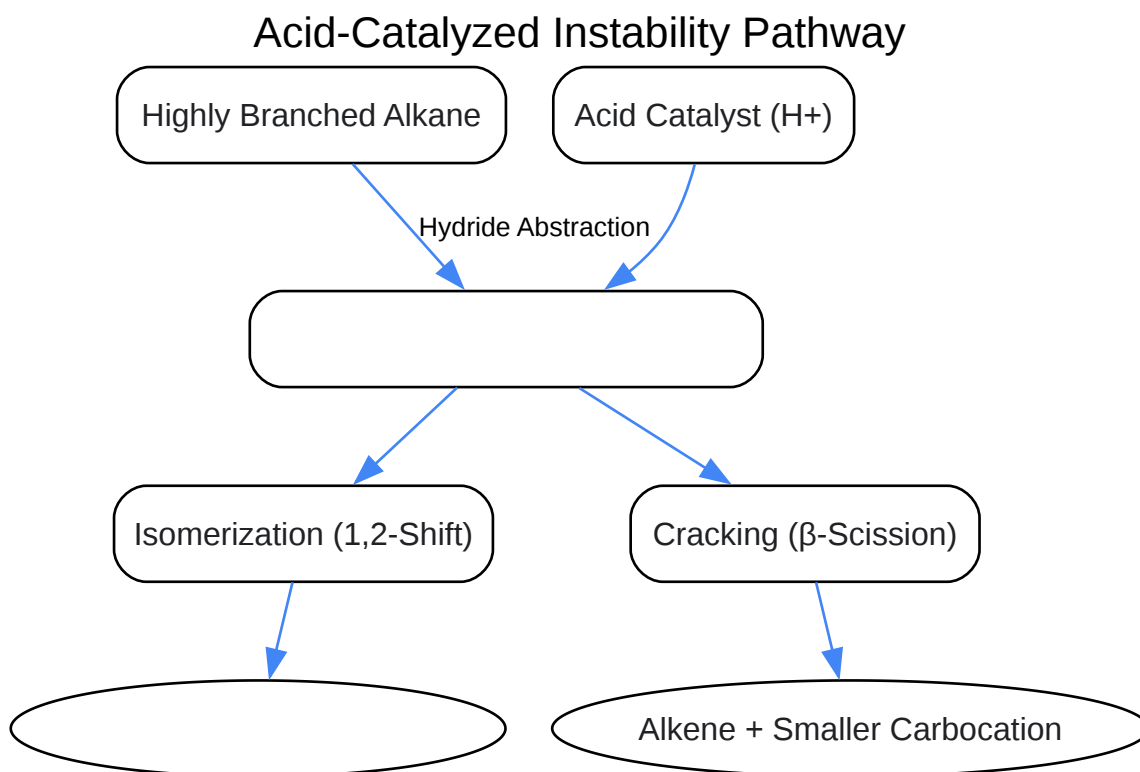 Acid-Catalyzed Instability Pathway
Highly Branched Alkane
Acid Catalyst (H+)
Hydride Abstraction
Isomerization (1,2-Shift)
Cracking (β-Scission)
Alkene + Smaller Carbocation